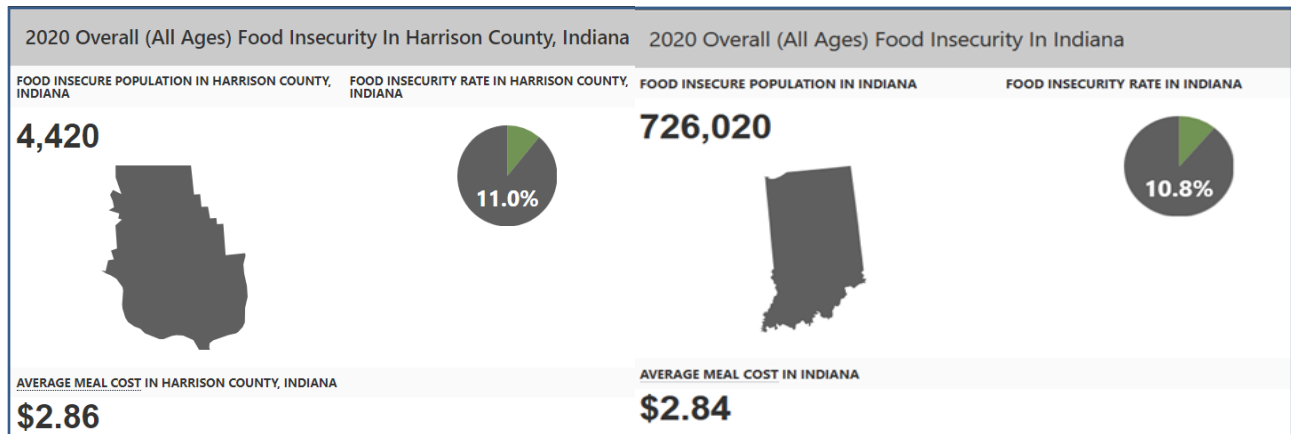 2020 Overall (All Ages) Food Insecurity In Harrison County, Indiana
FOOD INSECURE POPULATION IN HARRISON COUNTY,
INDIANA
4,420
FOOD INSECURITY RATE IN HARRISON COUNTY,
INDIANA
11.0%
AVERAGE MEAL COST IN HARRISON COUNTY, INDIANA
$2.86
2020 Overall (All Ages) Food Insecurity In Indiana
FOOD INSECURE POPULATION IN INDIANA
726,020
FOOD INSECURITY RATE IN INDIANA
10.8%
AVERAGE MEAL COST IN INDIANA
$2.84